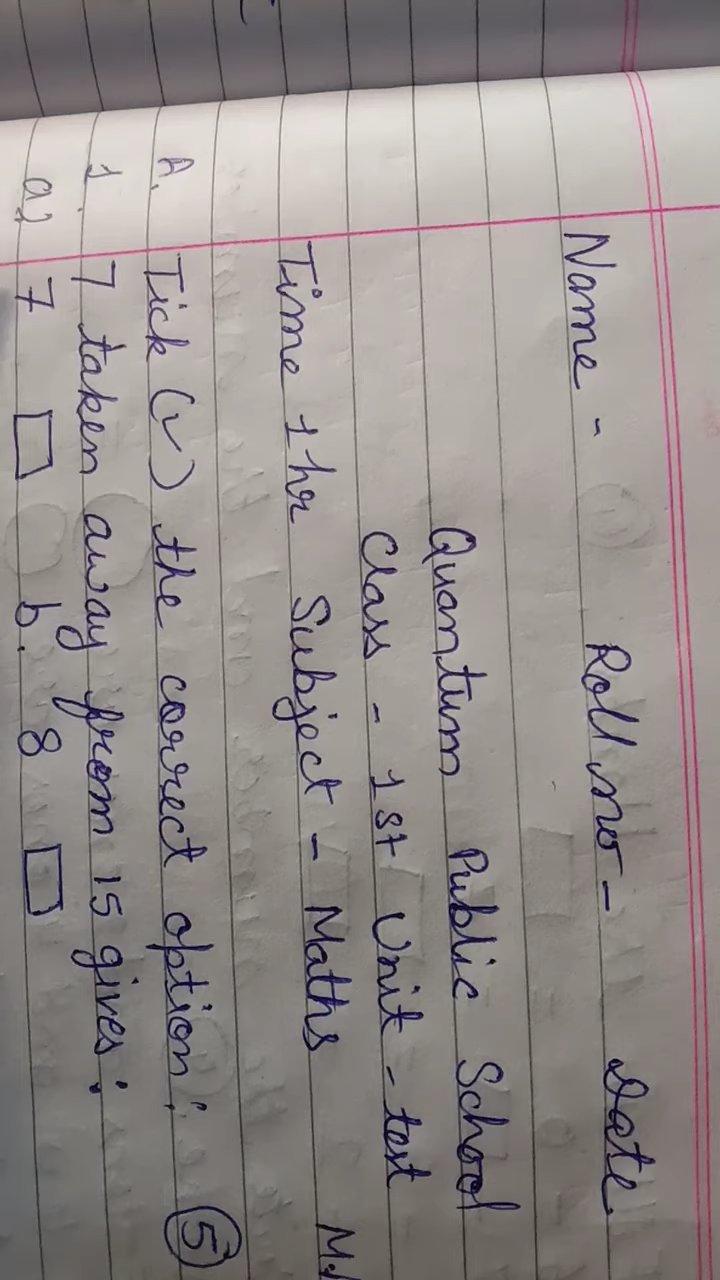 Name - Roll no - Date
Quantum Public School
Class - 1st Unit - test
Time 1 hr Subject - Maths
A. Tick (✓) the correct option: 5
1. 7 taken away from 15 gives:
a) 7 b. 8